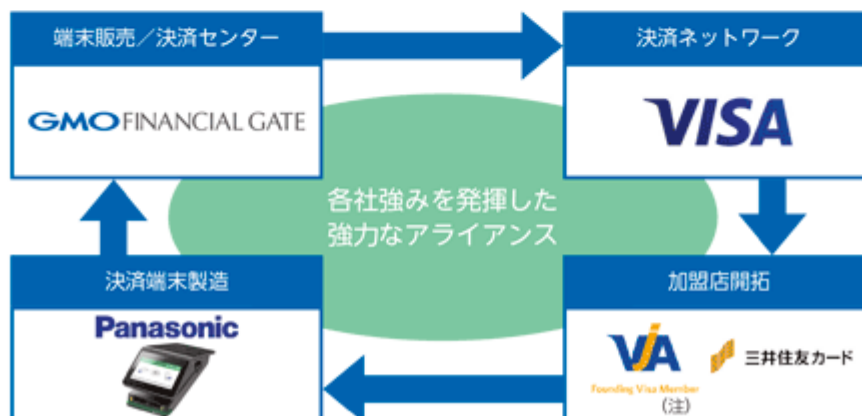 端末販売／決済センター
GMO FINANCIAL GATE
決済ネットワーク
VISA
各社強みを発揮した
強力なアライアンス
決済端末製造
Panasonic
加盟店開拓
VJA
Founding Visa Member
(注)
三井住友カード